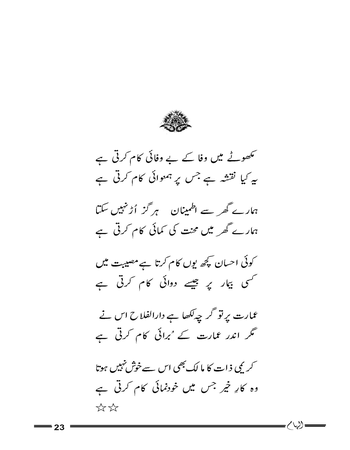 مکھوٹے میں وفا کے بے وفائی کام کرتی ہے
یہ کیا نقشہ ہے جس پر ہمنوائی کام کرتی ہے
ہمارے گھر سے اطمینان ہرگز اُڑ نہیں سکتا
ہمارے گھر میں محنت کی کمائی کام کرتی ہے
کوئی احسان کچھ یوں کام کرتا ہے مصیبت میں
کسی بیمار پر جیسے دوائی کام کرتی ہے
عمارت پر تو گرچہ لکھا ہے دارالفلاح اس نے
مگر اندر عمارت کے بُرائی کام کرتی ہے
کریمی ذات کا مالک بھی اس سے خوش نہیں ہوتا
وہ کارِ خیر جس میں خودنمائی کام کرتی ہے
☆☆
23